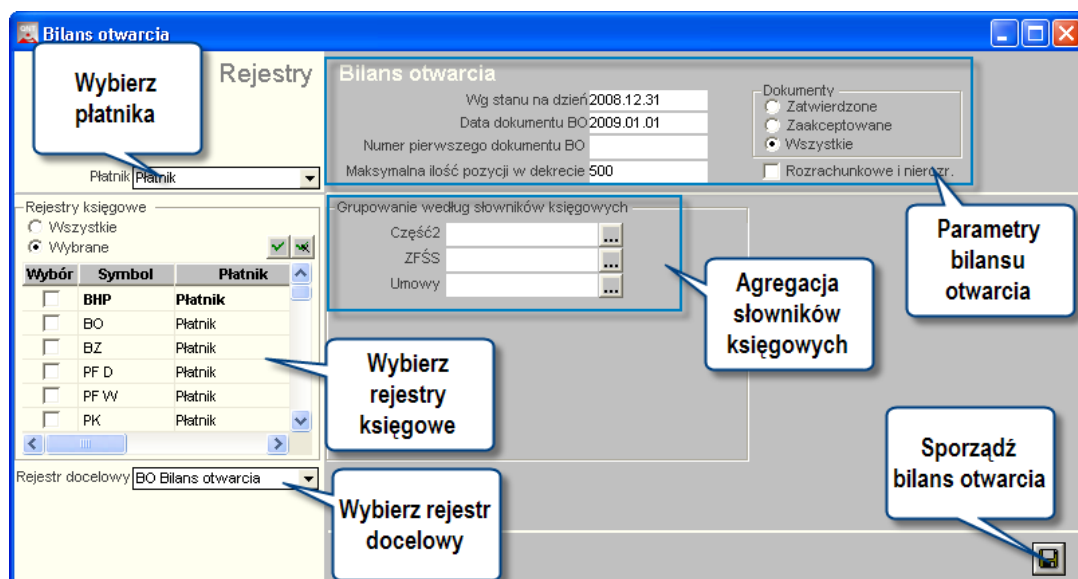 QNT
Bilans otwarcia
Wybierz
płatnika
Rejestry
Płatnik Płatnik
Bilans otwarcia
Wg stanu na dzień 2008.12.31
Data dokumentu BO 2009.01.01
Numer pierwszego dokumentu BO
Maksymalna ilość pozycji w dekrecie 500
Dokumenty
Zatwierdzone
Zaakceptowane
Wszystkie
Rozrachunkowe i nierozr.
Parametry
bilansu
otwarcia
Rejestry księgowe
Wszystkie
Wybrane
Wybór Symbol Płatnik
BHP Płatnik
BO Płatnik
BZ Płatnik
PF D Płatnik
PF W Płatnik
PK Płatnik
Wybierz
rejestry
księgowe
Grupowanie według słowników księgowych
Część2 ...
ZFŚS ...
Umowy ...
Agregacja
słowników
księgowych
Rejestr docelowy BO Bilans otwarcia
Wybierz rejestr
docelowy
Sporządź
bilans otwarcia